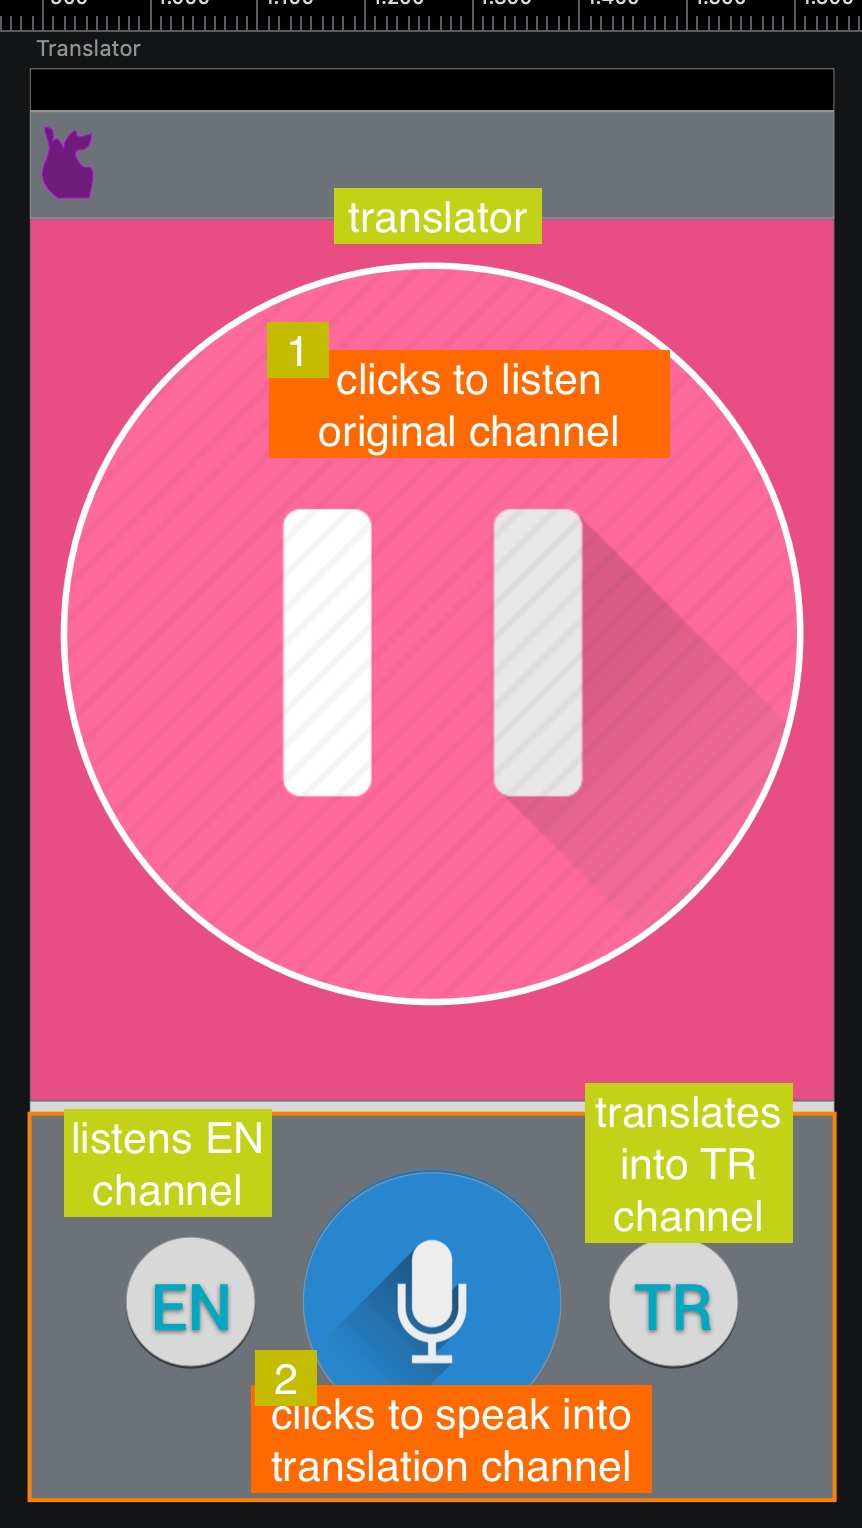 Translator
translator
1
clicks to listen
original channel
listens EN
channel
translates
into TR
channel
EN
TR
2
clicks to speak into
translation channel